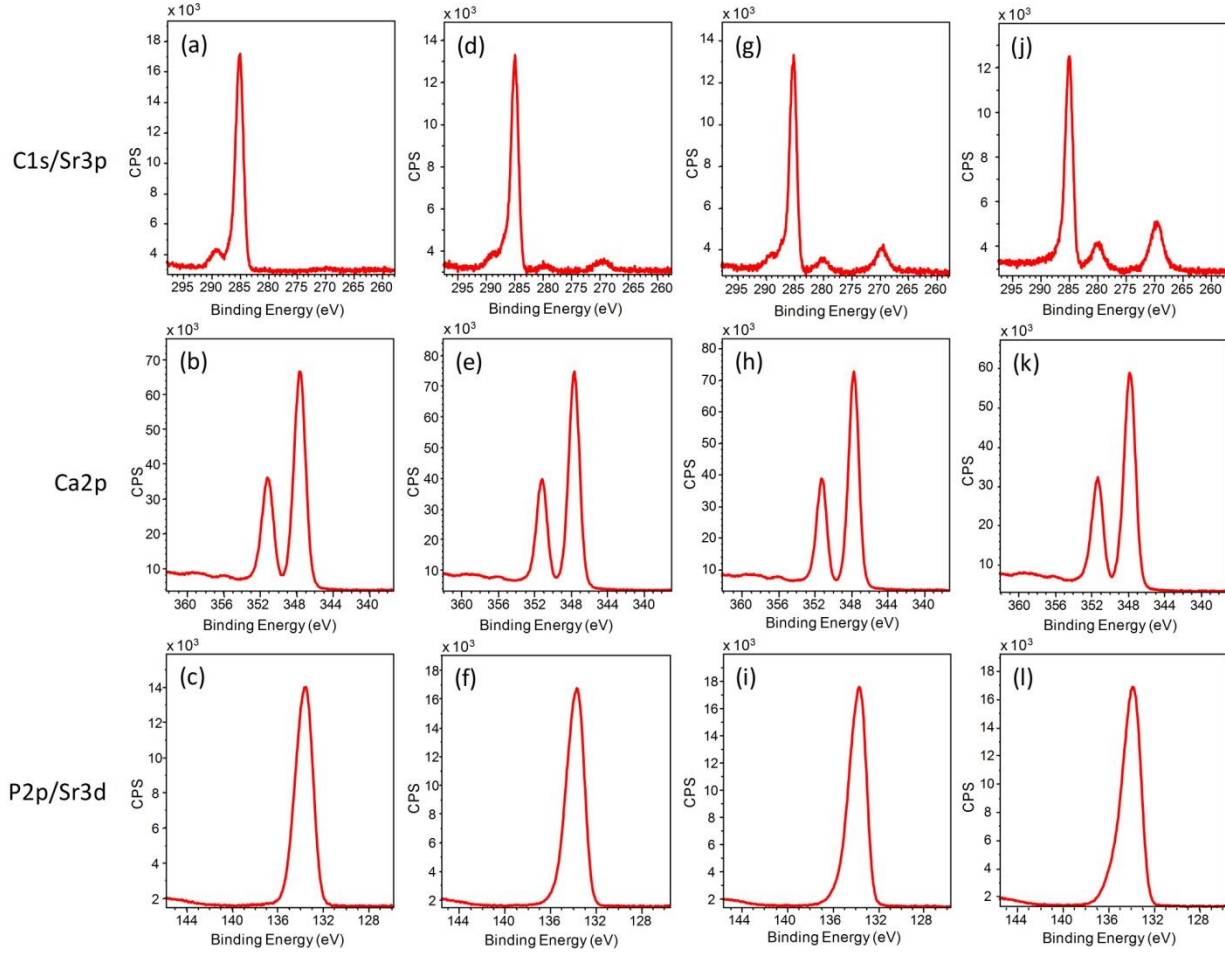 x 10³ x 10³ x 10³ x 10³
(a) (d) (g) (j)
C1s/Sr3p
CPS CPS CPS CPS
18 16 14 12 10 8 6 4
14 12 10 8 6 4
14 12 10 8 6 4
12 10 8 6 4
295 290 285 280 275 270 265 260
295 290 285 280 275 270 265 260
295 290 285 280 275 270 265 260
295 290 285 280 275 270 265 260
Binding Energy (eV) Binding Energy (eV) Binding Energy (eV) Binding Energy (eV)
x 10³ x 10³ x 10³ x 10³
(b) (e) (h) (k)
Ca2p
CPS CPS CPS CPS
70 60 50 40 30 20 10
80 70 60 50 40 30 20 10
80 70 60 50 40 30 20 10
60 50 40 30 20 10
360 356 352 348 344 340
360 356 352 348 344 340
360 356 352 348 344 340
360 356 352 348 344 340
Binding Energy (eV) Binding Energy (eV) Binding Energy (eV) Binding Energy (eV)
x 10³ x 10³ x 10³ x 10³
(c) (f) (i) (l)
P2p/Sr3d
CPS CPS CPS CPS
14 12 10 8 6 4 2
18 16 14 12 10 8 6 4 2
18 16 14 12 10 8 6 4 2
18 16 14 12 10 8 6 4 2
144 140 136 132 128
144 140 136 132 128
144 140 136 132 128
144 140 136 132 128
Binding Energy (eV) Binding Energy (eV) Binding Energy (eV) Binding Energy (eV)